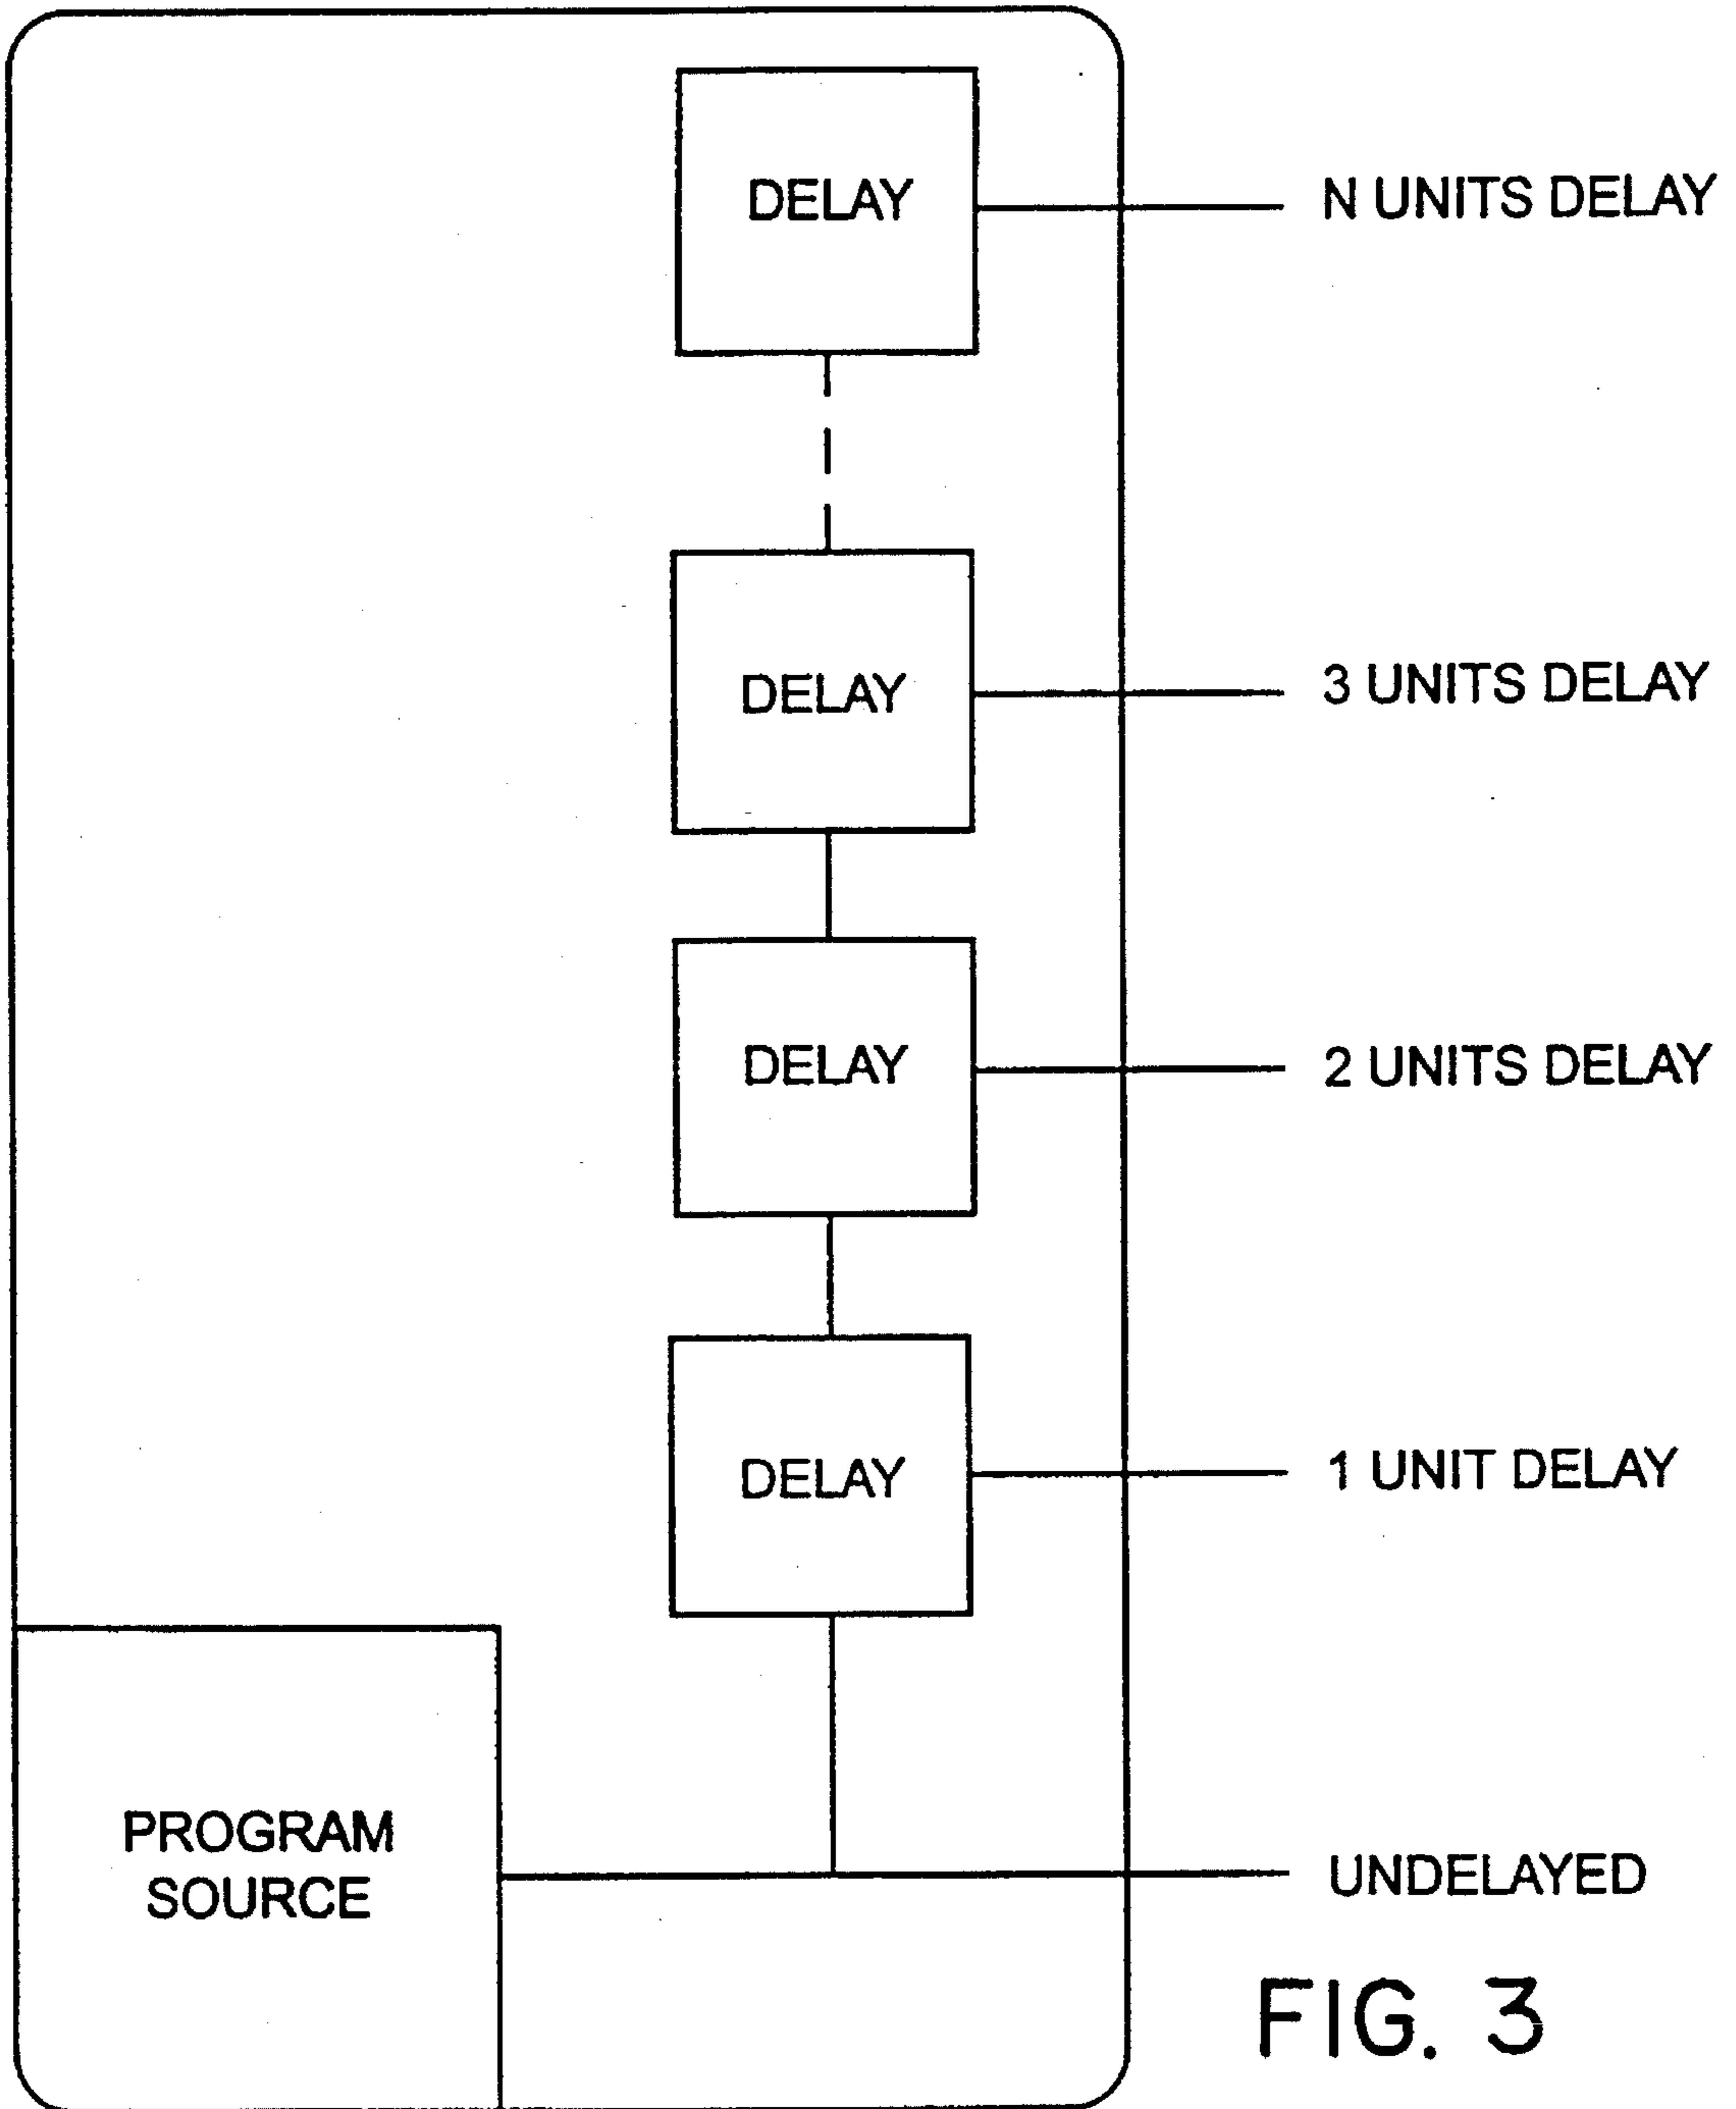 DELAY
N UNITS DELAY
DELAY
3 UNITS DELAY
DELAY
2 UNITS DELAY
DELAY
1 UNIT DELAY
PROGRAM
SOURCE
UNDELAYED
FIG. 3